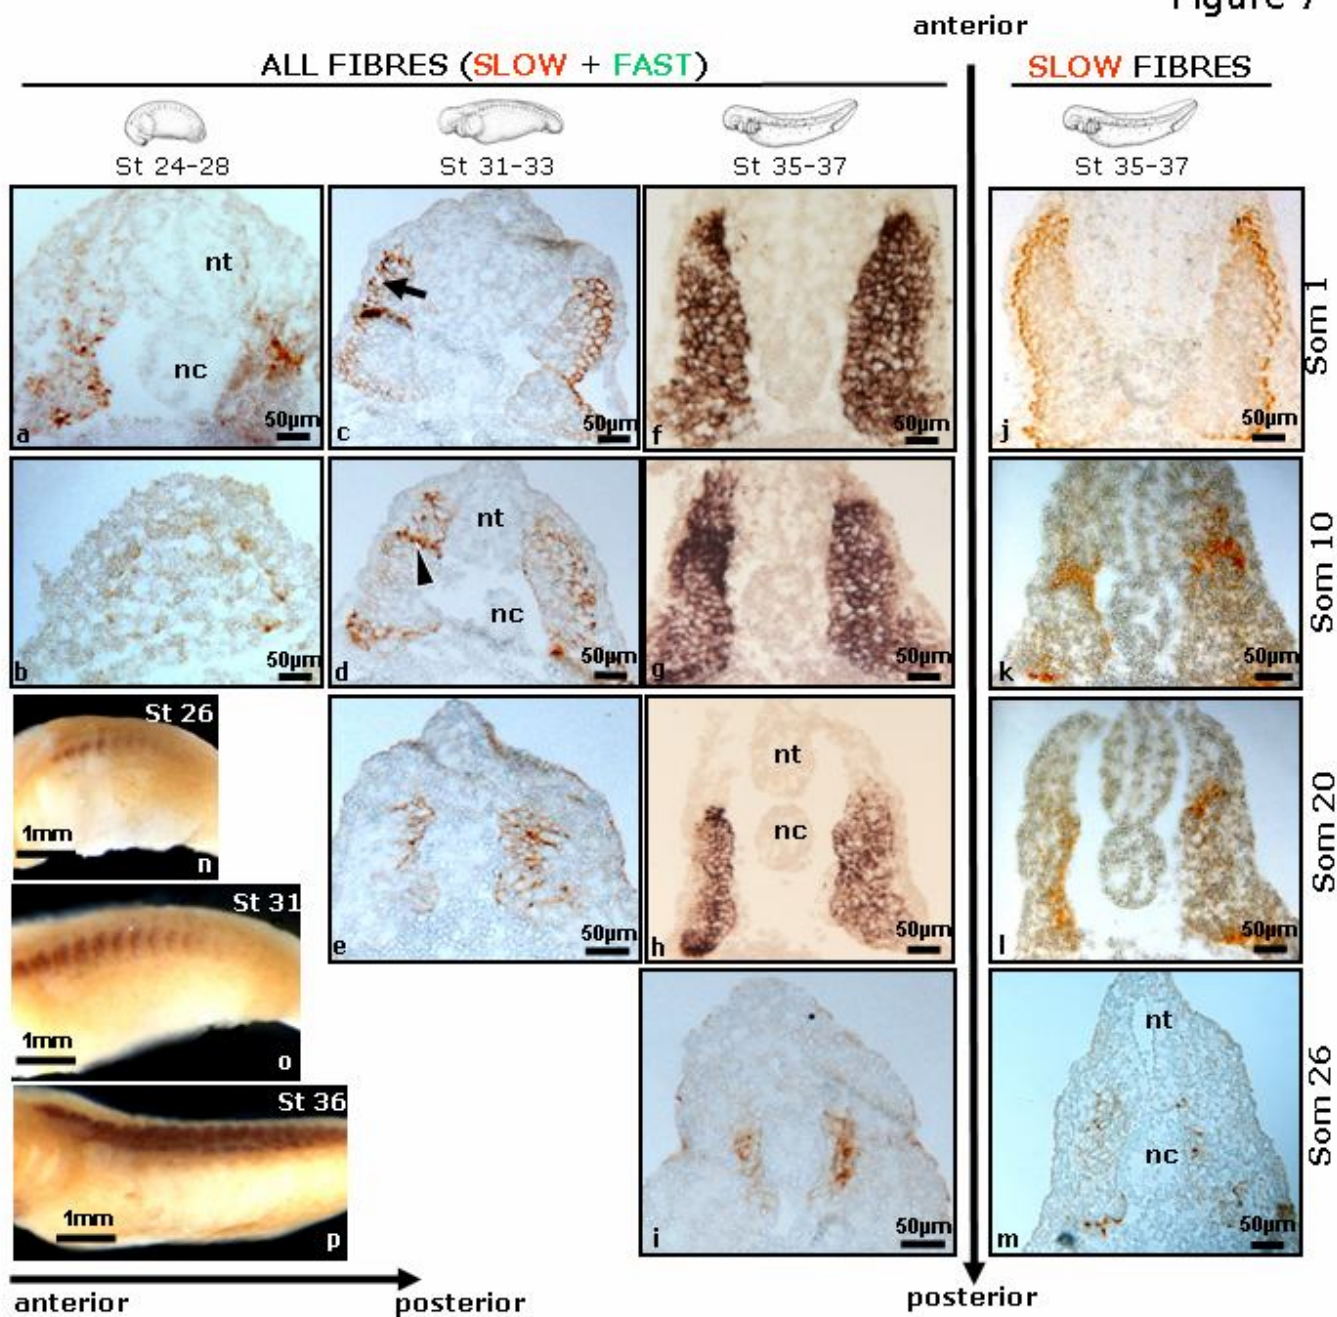 Figure 7
anterior
ALL FIBRES (SLOW + FAST)
SLOW FIBRES
St 24-28
St 31-33
St 35-37
St 35-37
nt
nc
50µm
a
50µm
c
50µm
f
50µm
j
Som 1
50µm
b
nt
nc
50µm
d
50µm
g
50µm
k
Som 10
St 26
1mm
n
50µm
e
nt
nc
50µm
h
50µm
l
Som 20
St 31
1mm
o
50µm
i
nt
nc
50µm
m
Som 26
St 36
1mm
p
anterior
posterior
posterior